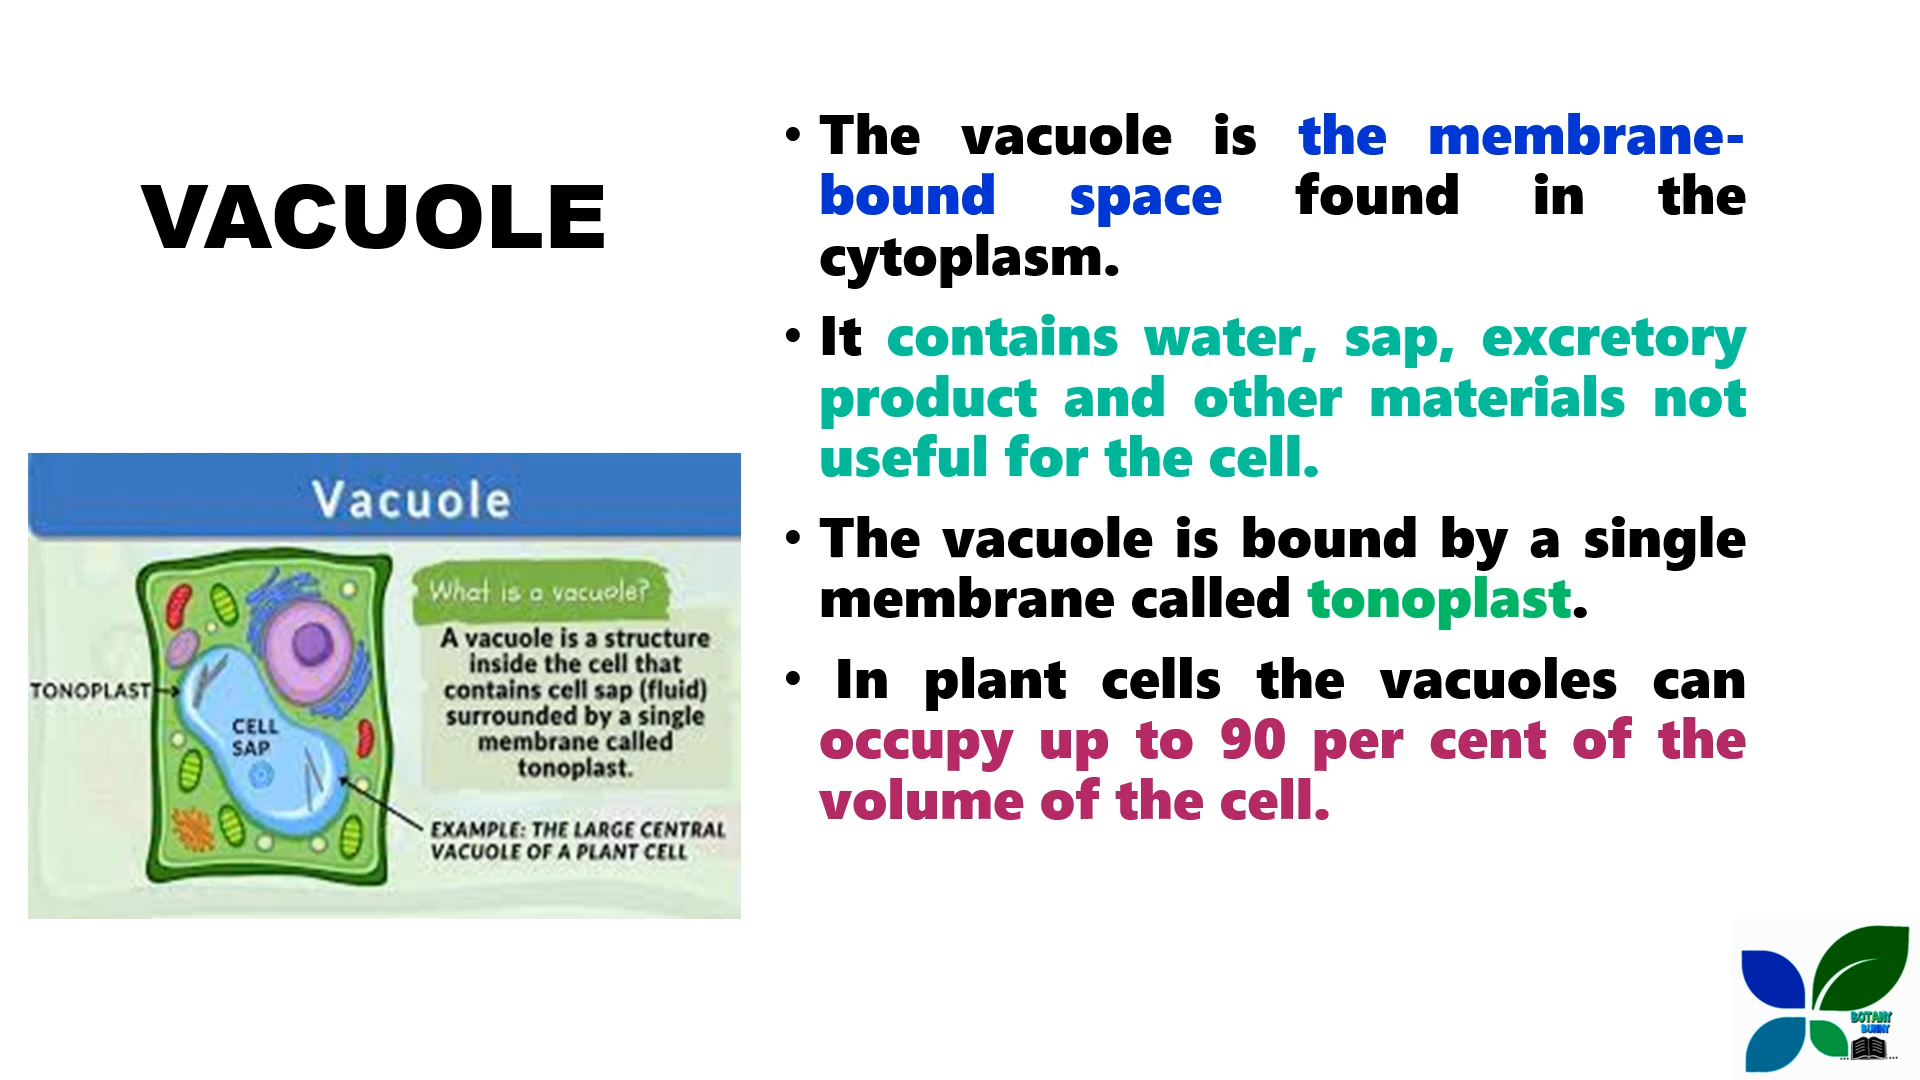 VACUOLE
• The vacuole is the membrane-
bound space found in the
cytoplasm.
• It contains water, sap, excretory
product and other materials not
useful for the cell.
• The vacuole is bound by a single
membrane called tonoplast.
• In plant cells the vacuoles can
occupy up to 90 per cent of the
volume of the cell.
Vacuole
What is a vacuole?
A vacuole is a structure
inside the cell that
contains cell sap (fluid)
surrounded by a single
membrane called
tonoplast.
TONOPLAST
CELL
SAP
EXAMPLE: THE LARGE CENTRAL
VACUOLE OF A PLANT CELL
BOTANY
BUNNY